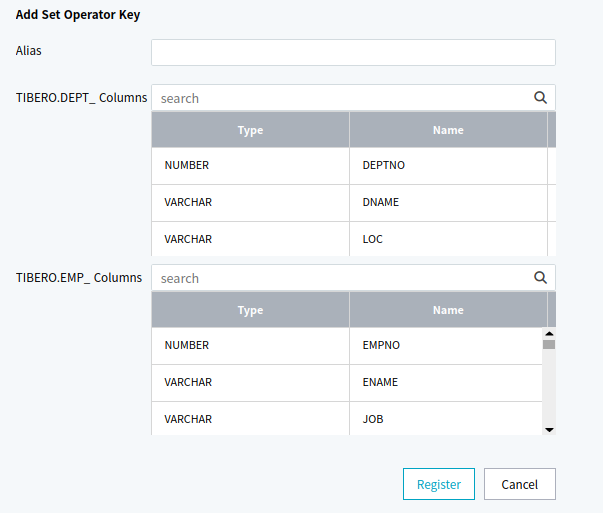 Add Set Operator Key
Alias
TIBERO.DEPT_ Columns search
Type Name
NUMBER DEPTNO
VARCHAR DNAME
VARCHAR LOC
TIBERO.EMP_ Columns search
Type Name
NUMBER EMPNO
VARCHAR ENAME
VARCHAR JOB
Register Cancel